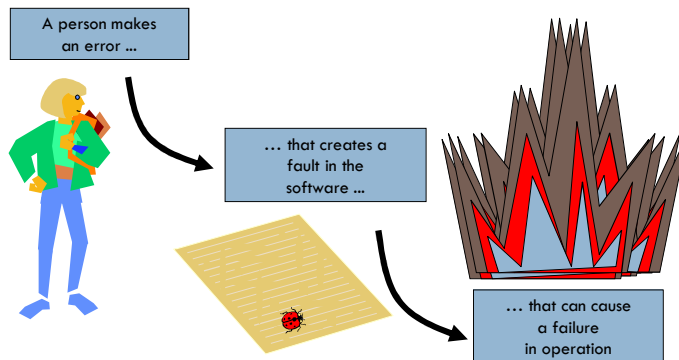 A person makes
an error ...
... that creates a
fault in the
software ...
... that can cause
a failure
in operation